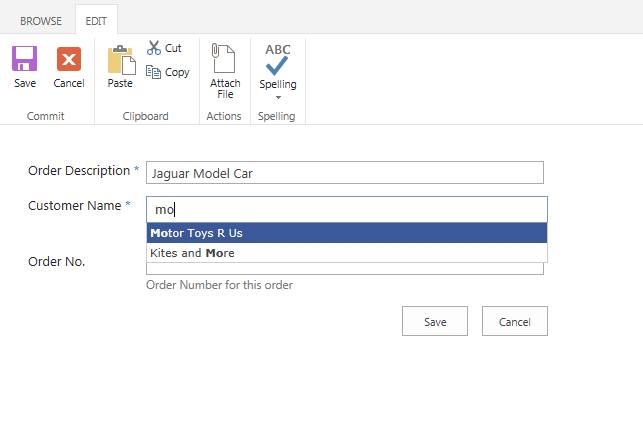 BROWSE EDIT
Save Cancel Paste Cut Copy Attach File ABC Spelling
Commit Clipboard Actions Spelling
Order Description * Jaguar Model Car
Customer Name * mo
Motor Toys R Us
Kites and More
Order No.
Order Number for this order
Save Cancel